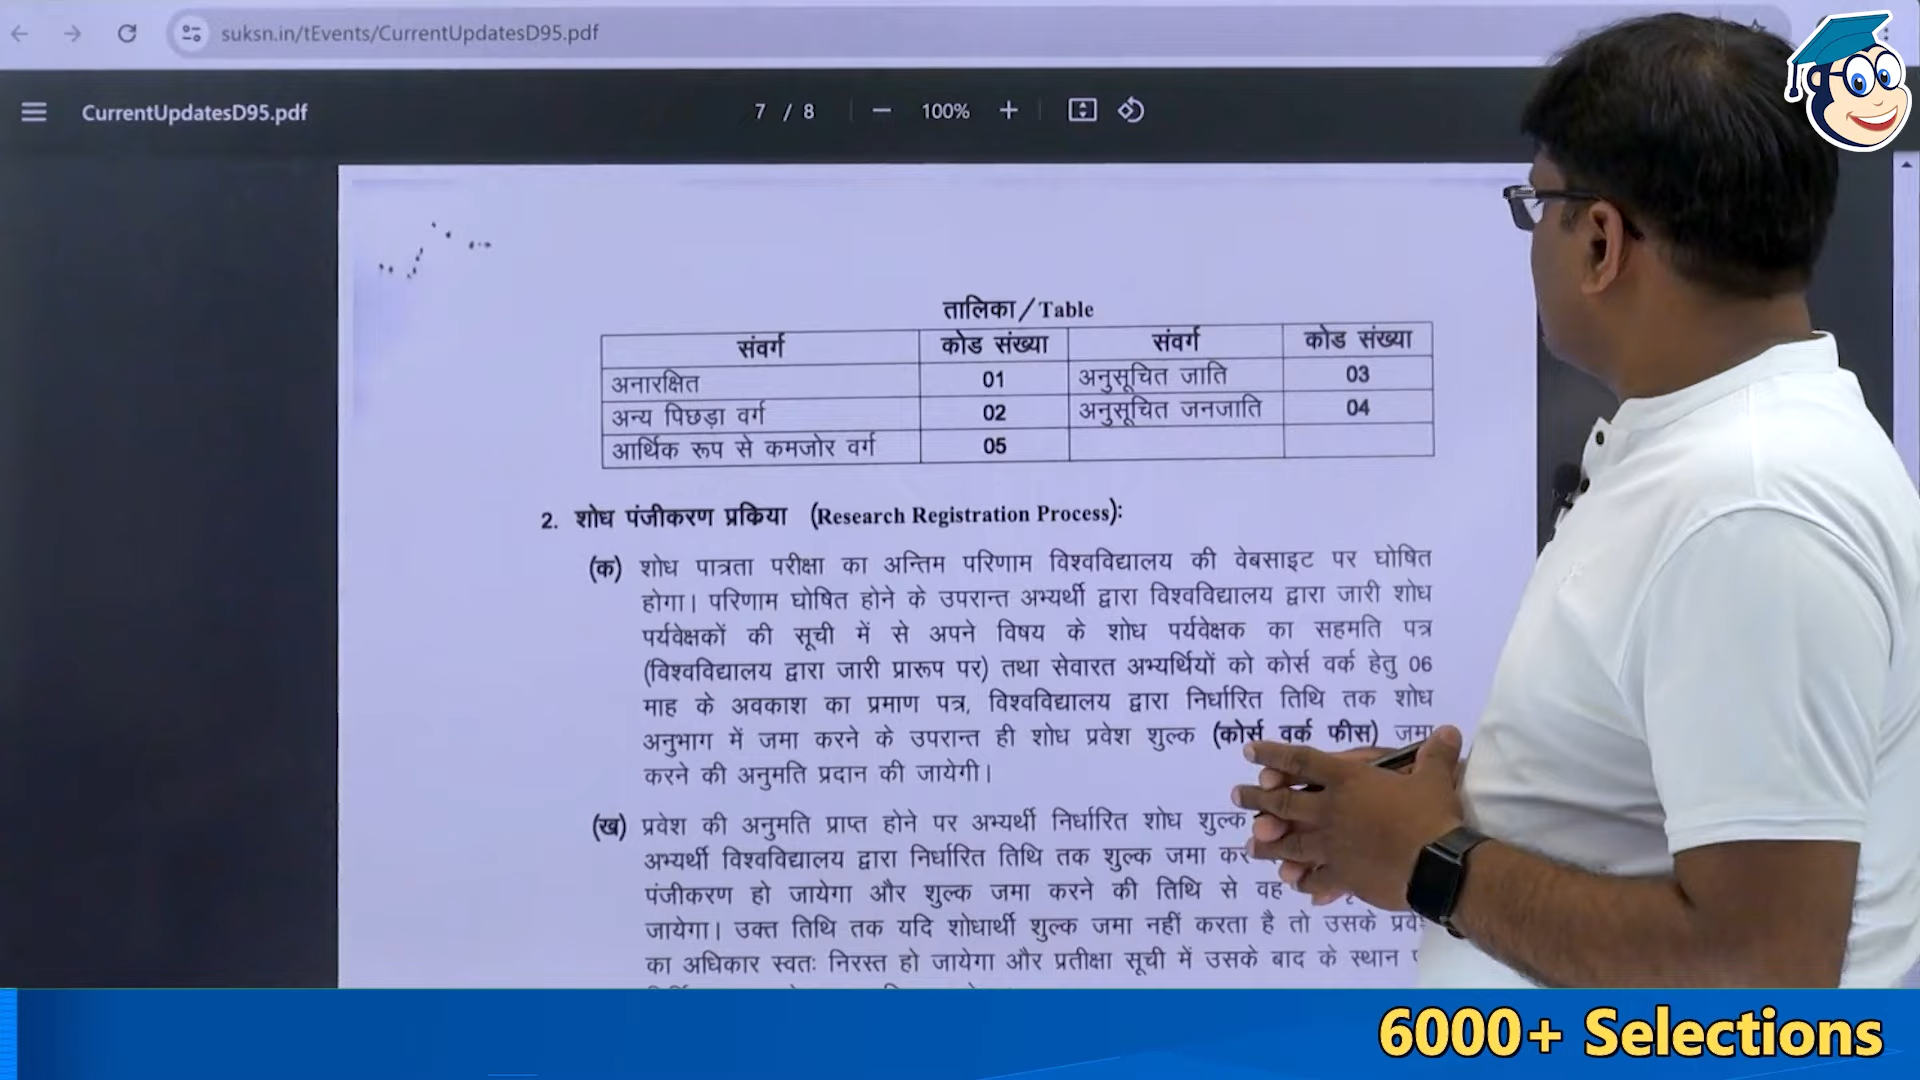 suksn.in/tEvents/CurrentUpdatesD95.pdf
CurrentUpdatesD95.pdf
7 / 8
100%
तालिका/Table
संवर्ग कोड संख्या संवर्ग कोड संख्या
अनारक्षित 01 अनुसूचित जाति 03
अन्य पिछड़ा वर्ग 02 अनुसूचित जनजाति 04
आर्थिक रूप से कमजोर वर्ग 05
2. शोध पंजीकरण प्रकिया (Research Registration Process):
(क) शोध पात्रता परीक्षा का अन्तिम परिणाम विश्वविद्यालय की वेबसाइट पर घोषित
होगा। परिणाम घोषित होने के उपरान्त अभ्यर्थी द्वारा विश्वविद्यालय द्वारा जारी शोध
पर्यवेक्षकों की सूची में से अपने विषय के शोध पर्यवेक्षक का सहमति पत्र
(विश्वविद्यालय द्वारा जारी प्रारूप पर) तथा सेवारत अभ्यर्थियों को कोर्स वर्क हेतु 06
माह के अवकाश का प्रमाण पत्र, विश्वविद्यालय द्वारा निर्धारित तिथि तक शोध
अनुभाग में जमा करने के उपरान्त ही शोध प्रवेश शुल्क (कोर्स वर्क फीस) जमा
करने की अनुमति प्रदान की जायेगी।
(ख) प्रवेश की अनुमति प्राप्त होने पर अभ्यर्थी निर्धारित शोध शुल्क
अभ्यर्थी विश्वविद्यालय द्वारा निर्धारित तिथि तक शुल्क जमा कर
पंजीकरण हो जायेगा और शुल्क जमा करने की तिथि से वह
जायेगा। उक्त तिथि तक यदि शोधार्थी शुल्क जमा नहीं करता है तो उसके
का अधिकार स्वतः निरस्त हो जायेगा और प्रतीक्षा सूची में उसके बाद के स्थान
6000+ Selections